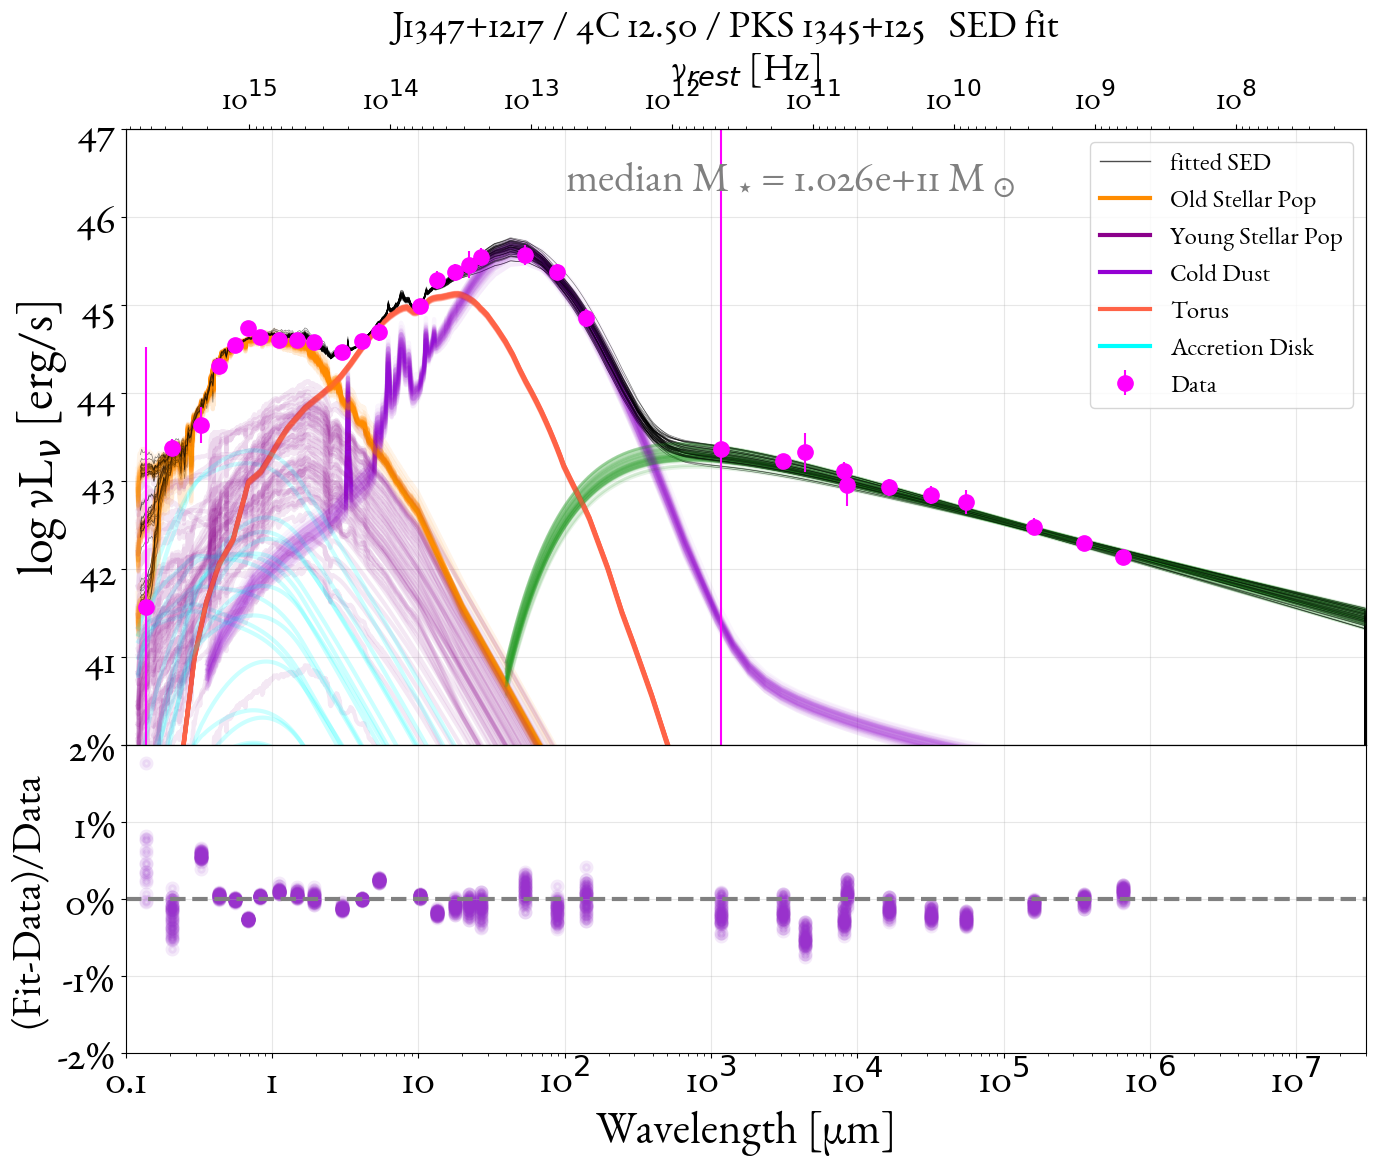 J1347+1217 / 4C 12.50 / PKS 1345+125 SED fit
ν_rest [Hz]
10^15 10^14 10^13 10^12 10^11 10^10 10^9 10^8
median M⋆ = 1.026e+11 M⊙
fitted SED
Old Stellar Pop
Young Stellar Pop
Cold Dust
Torus
Accretion Disk
Data
log νLν [erg/s]
47
46
45
44
43
42
41
(Fit-Data)/Data
2%
1%
0%
-1%
-2%
0.1 1 10 10^2 10^3 10^4 10^5 10^6 10^7
Wavelength [μm]